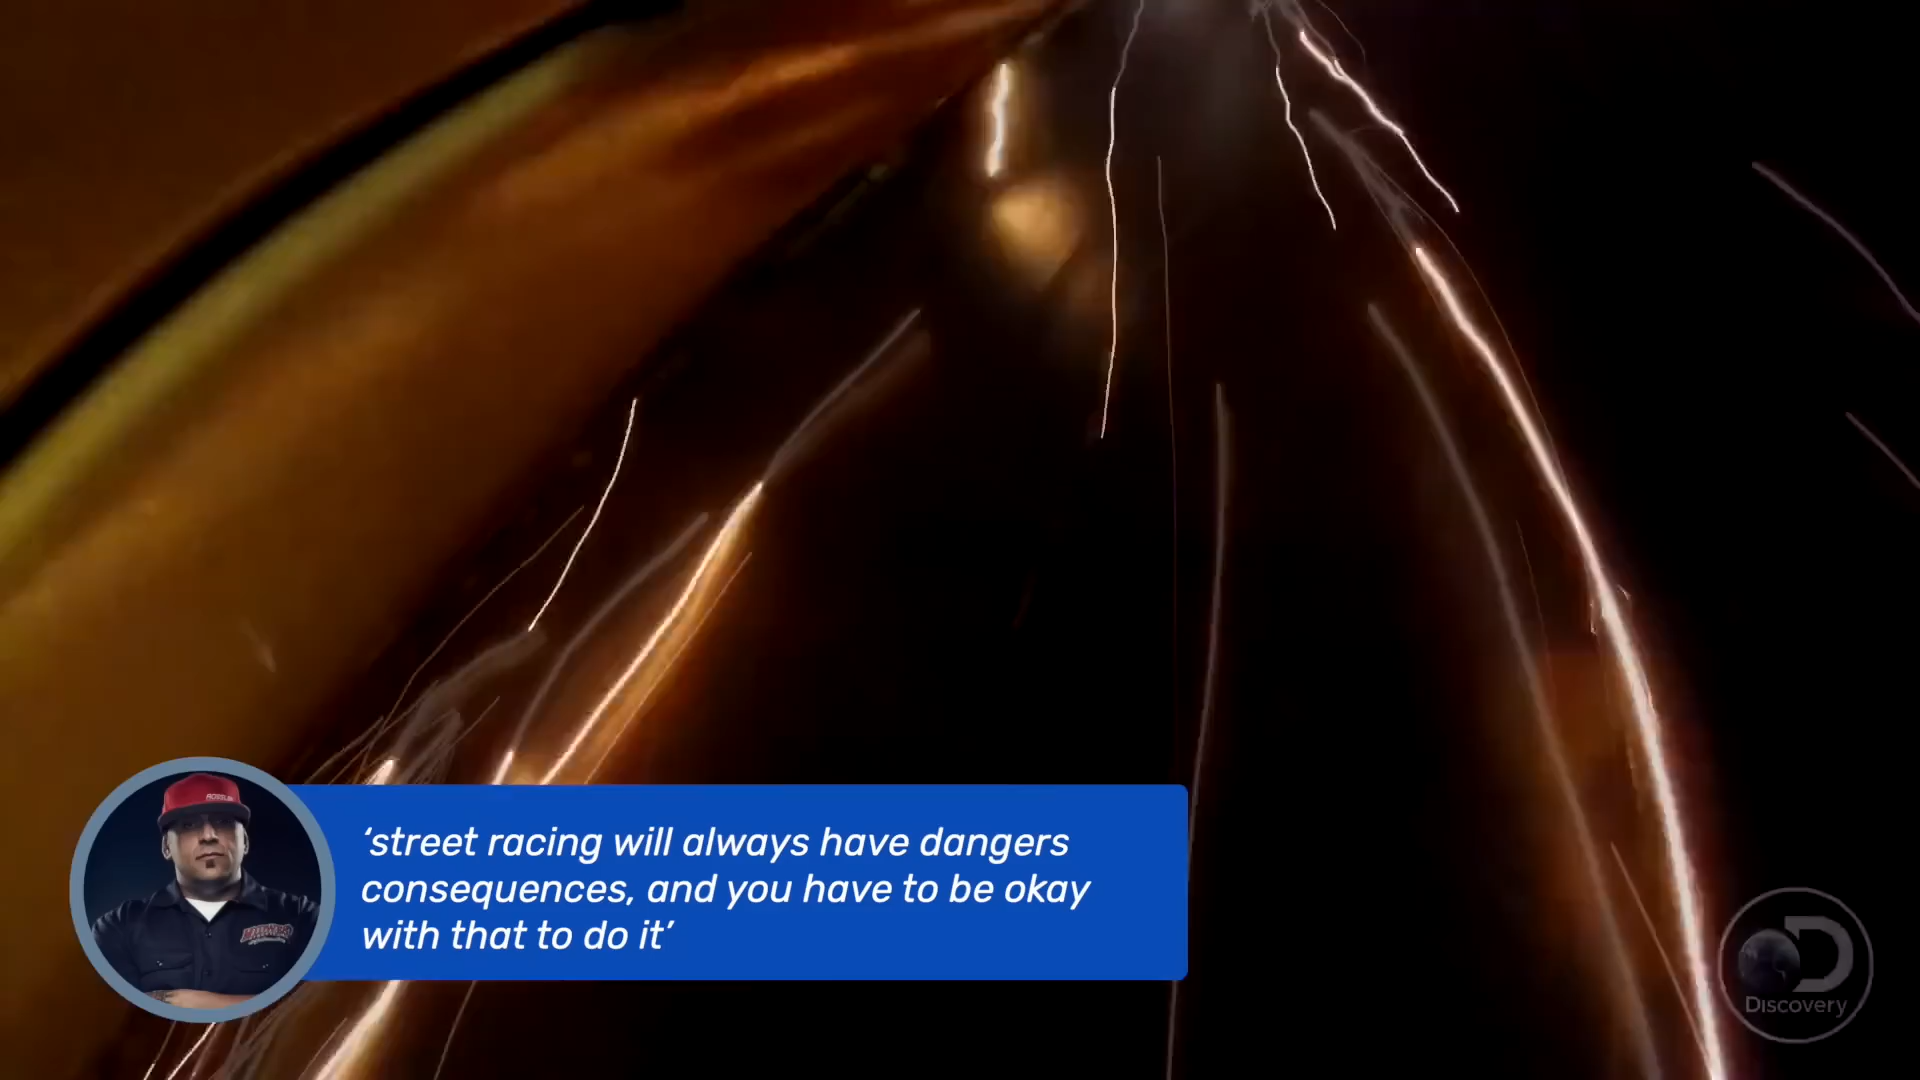 ‘street racing will always have dangers
consequences, and you have to be okay
with that to do it’
Discovery